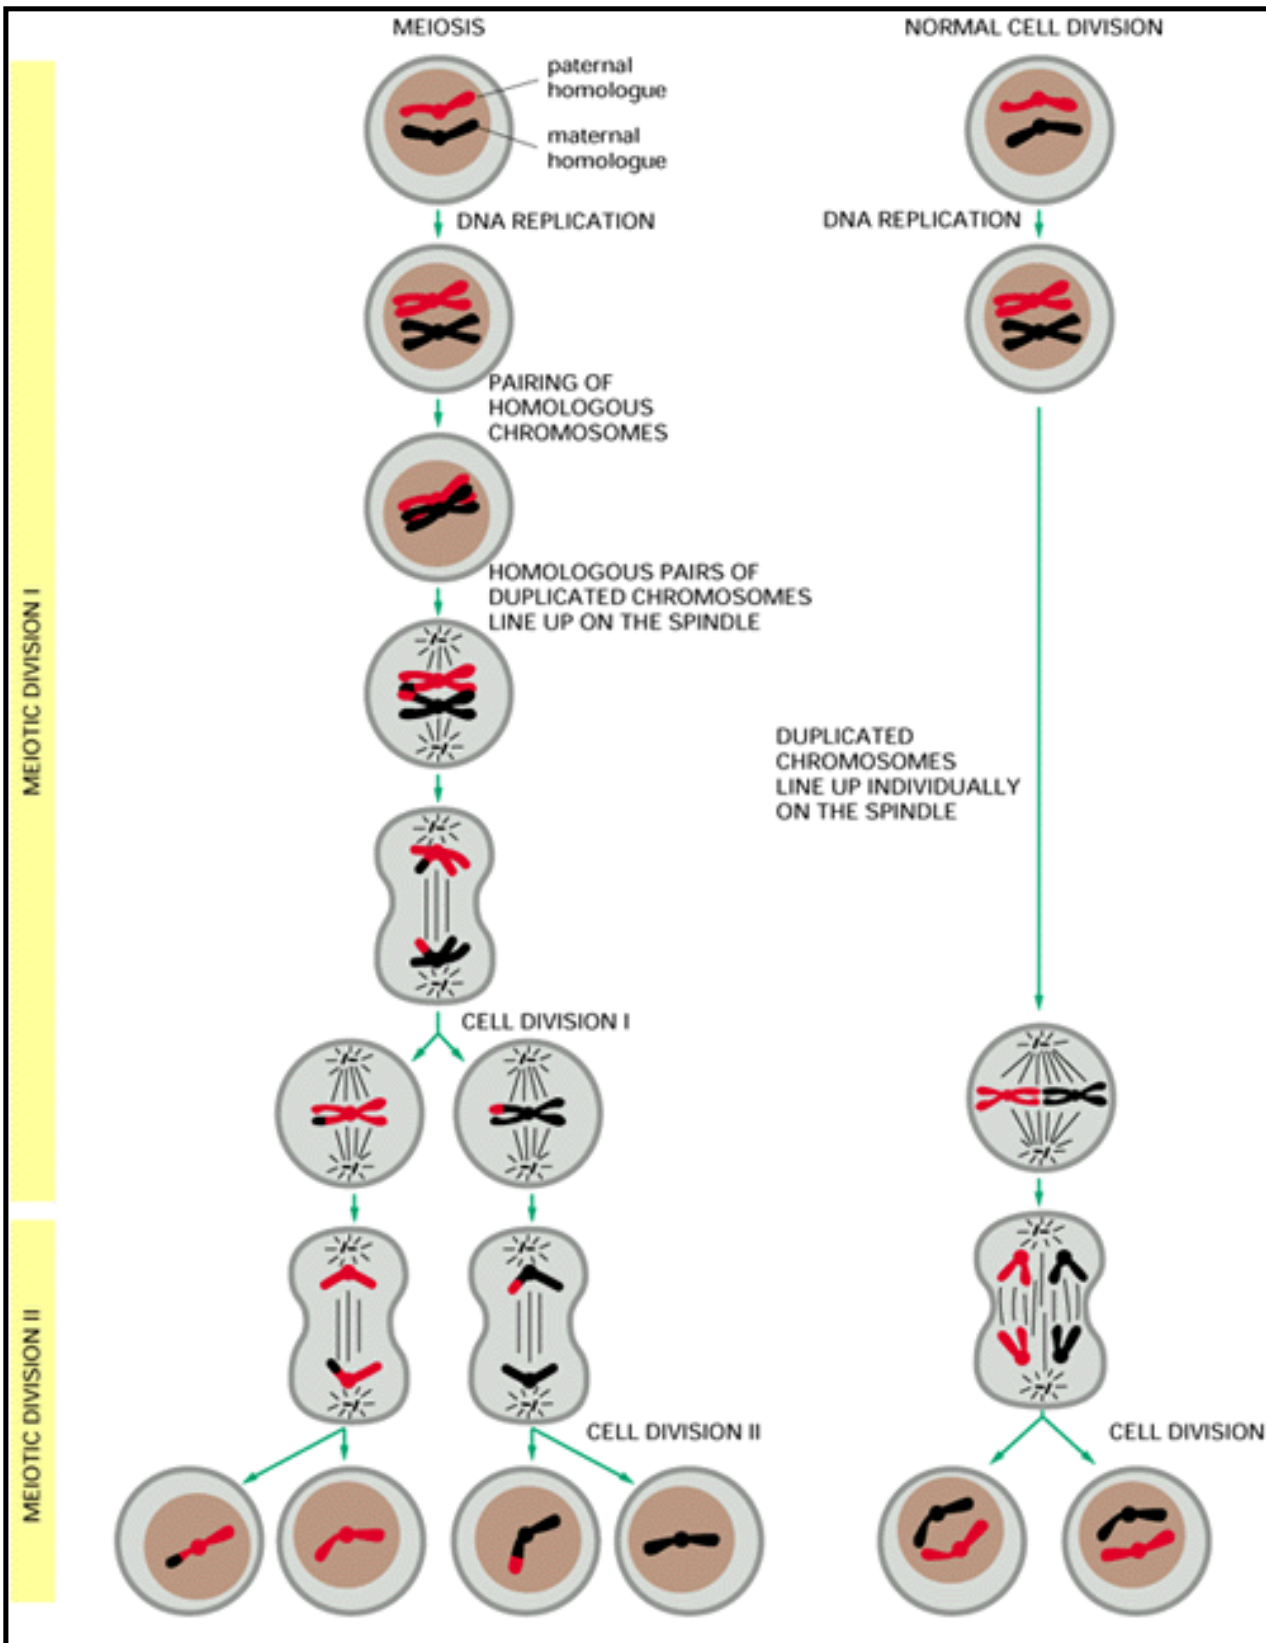 MEIOSIS
NORMAL CELL DIVISION
paternal
homologue
maternal
homologue
DNA REPLICATION
DNA REPLICATION
PAIRING OF
HOMOLOGOUS
CHROMOSOMES
HOMOLOGOUS PAIRS OF
DUPLICATED CHROMOSOMES
LINE UP ON THE SPINDLE
MEIOTIC DIVISION I
DUPLICATED
CHROMOSOMES
LINE UP INDIVIDUALLY
ON THE SPINDLE
CELL DIVISION I
MEIOTIC DIVISION II
CELL DIVISION II
CELL DIVISION